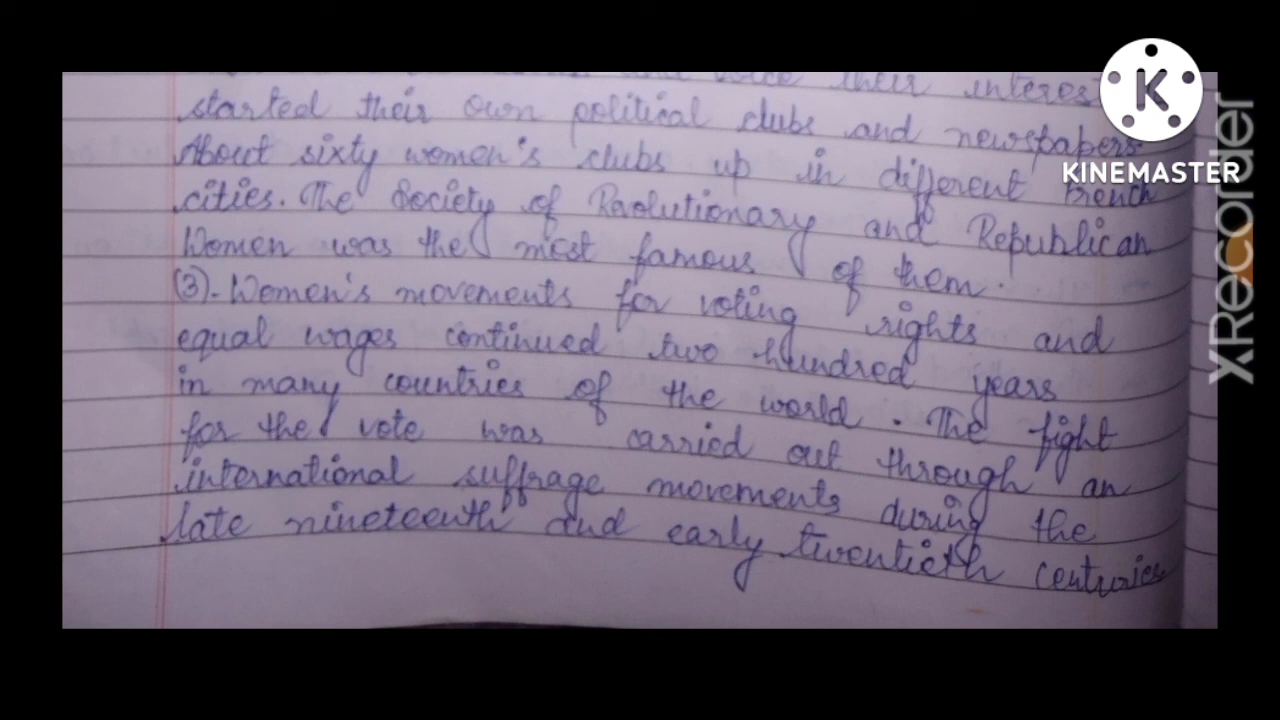 voice their interes
started their own political clubs and newspapers.
About sixty women's clubs up in different French
cities. The Society of Revolutionary and Republican
Women was the most famous of them.
(3). Women's movements for voting rights and
equal wages continued two hundred years
in many countries of the world. The fight
for the vote was carried out through an
international suffrage movements during the
late nineteenth and early twentieth centuries
KINEMASTER
XRecorder